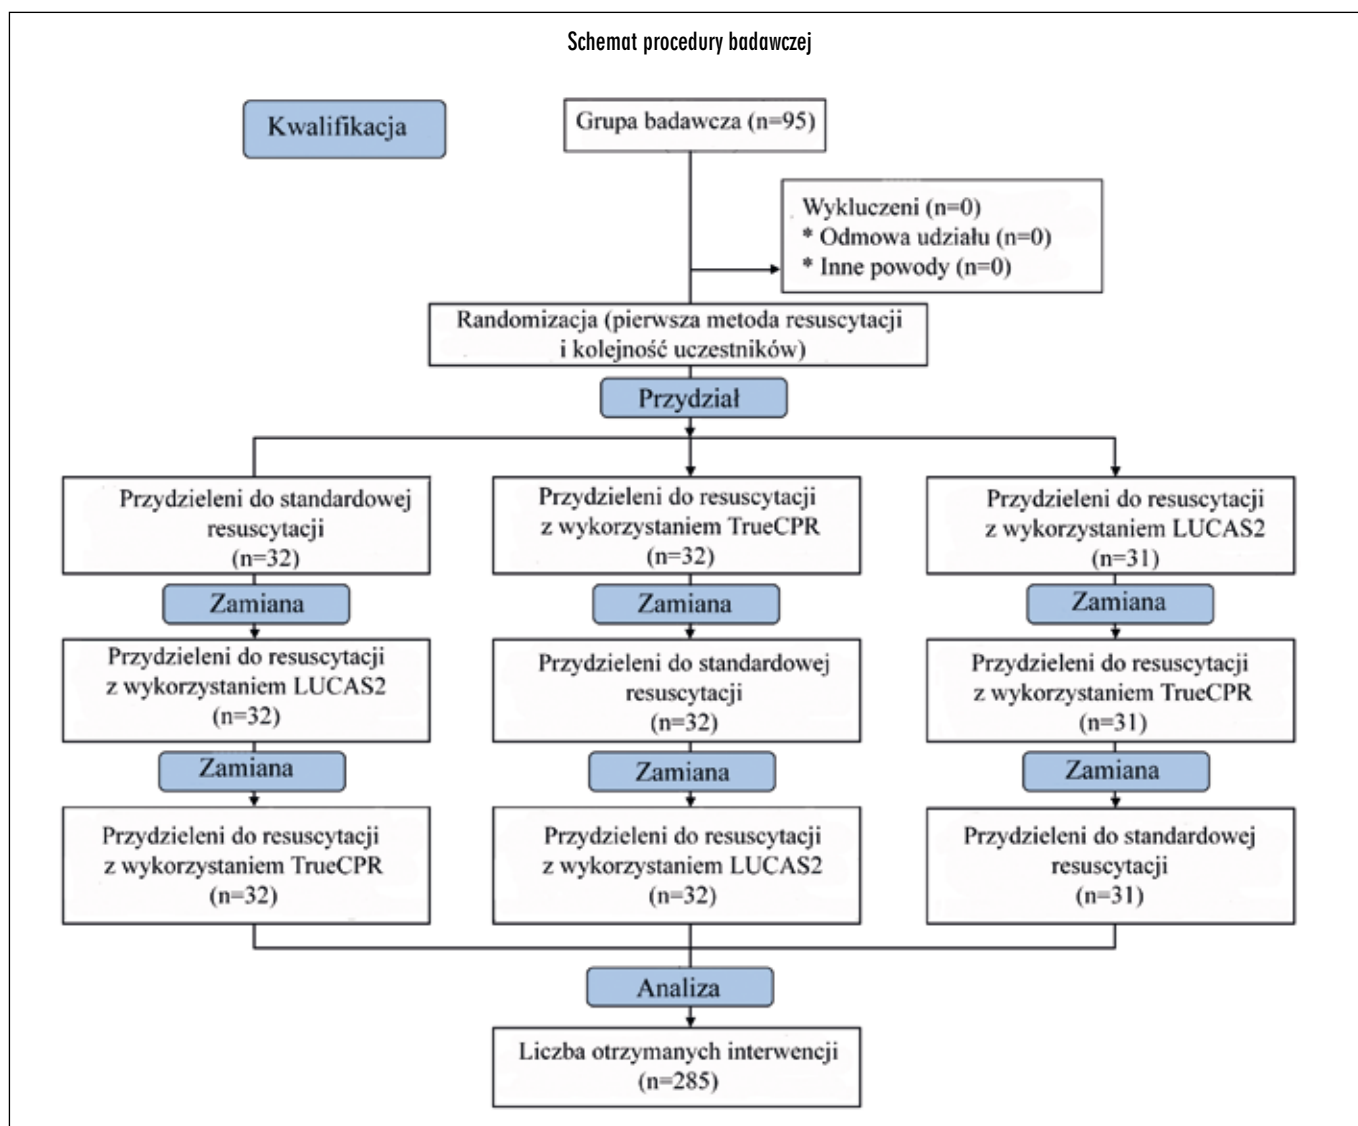 Schemat procedury badawczej
Kwalifikacja
Grupa badawcza (n=95)
Wykluczeni (n=0)
* Odmowa udziału (n=0)
* Inne powody (n=0)
Randomizacja (pierwsza metoda resuscytacji
i kolejność uczestników)
Przydział
Przydzieleni do standardowej
resuscytacji
(n=32)
Przydzieleni do resuscytacji
z wykorzystaniem TrueCPR
(n=32)
Przydzieleni do resuscytacji
z wykorzystaniem LUCAS2
(n=31)
Zamiana
Zamiana
Zamiana
Przydzieleni do resuscytacji
z wykorzystaniem LUCAS2
(n=32)
Przydzieleni do standardowej
resuscytacji
(n=32)
Przydzieleni do resuscytacji
z wykorzystaniem TrueCPR
(n=31)
Zamiana
Zamiana
Zamiana
Przydzieleni do resuscytacji
z wykorzystaniem TrueCPR
(n=32)
Przydzieleni do resuscytacji
z wykorzystaniem LUCAS2
(n=32)
Przydzieleni do standardowej
resuscytacji
(n=31)
Analiza
Liczba otrzymanych interwencji
(n=285)